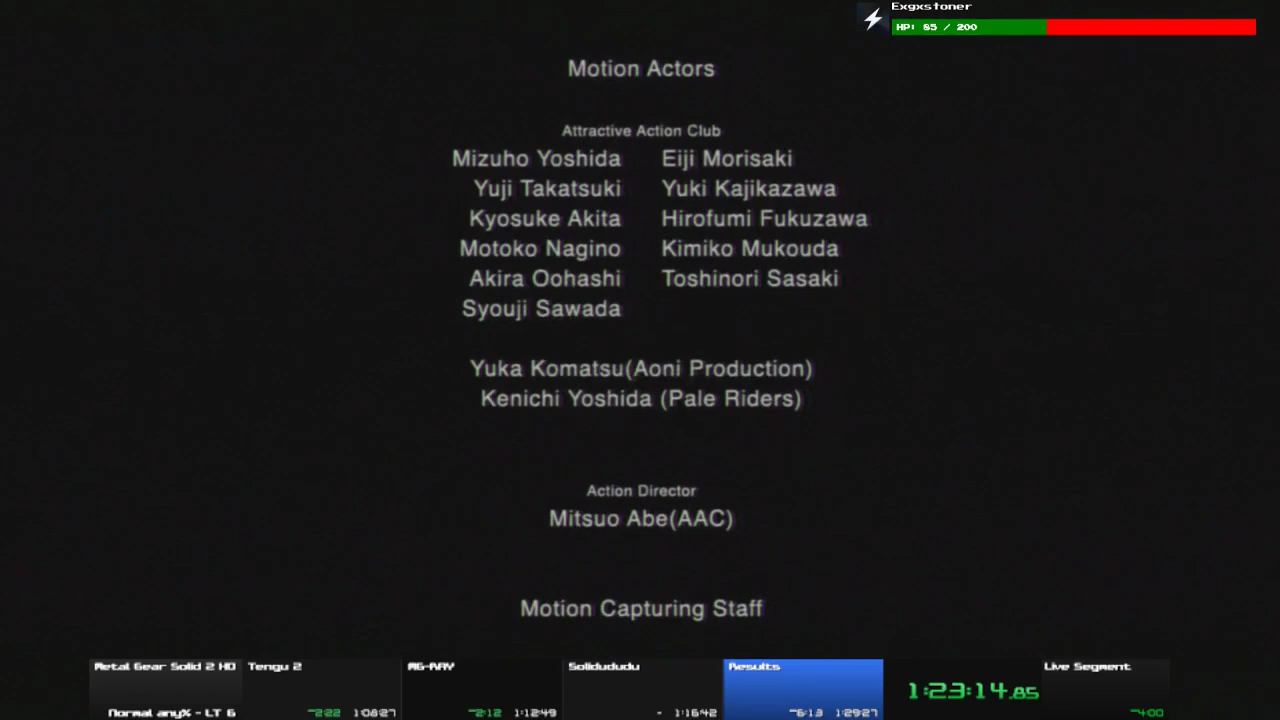 Exgxstoner
HP: 85 / 200
Motion Actors
Attractive Action Club
Mizuho Yoshida Eiji Morisaki
Yuji Takatsuki Yuki Kajikazawa
Kyosuke Akita Hirofumi Fukuzawa
Motoko Nagino Kimiko Mukouda
Akira Oohashi Toshinori Sasaki
Syouji Sawada
Yuka Komatsu(Aoni Production)
Kenichi Yoshida (Pale Riders)
Action Director
Mitsuo Abe(AAC)
Motion Capturing Staff
Metal Gear Solid 2 HD Tengu 2 MG-RAY Solidududu Results Live Segment
1:23:14.85
Normal any% - LT 6 -2:22 1:08:27 -2:12 1:12:49 - 1:16:42 -6:13 1:29:27 -4:00